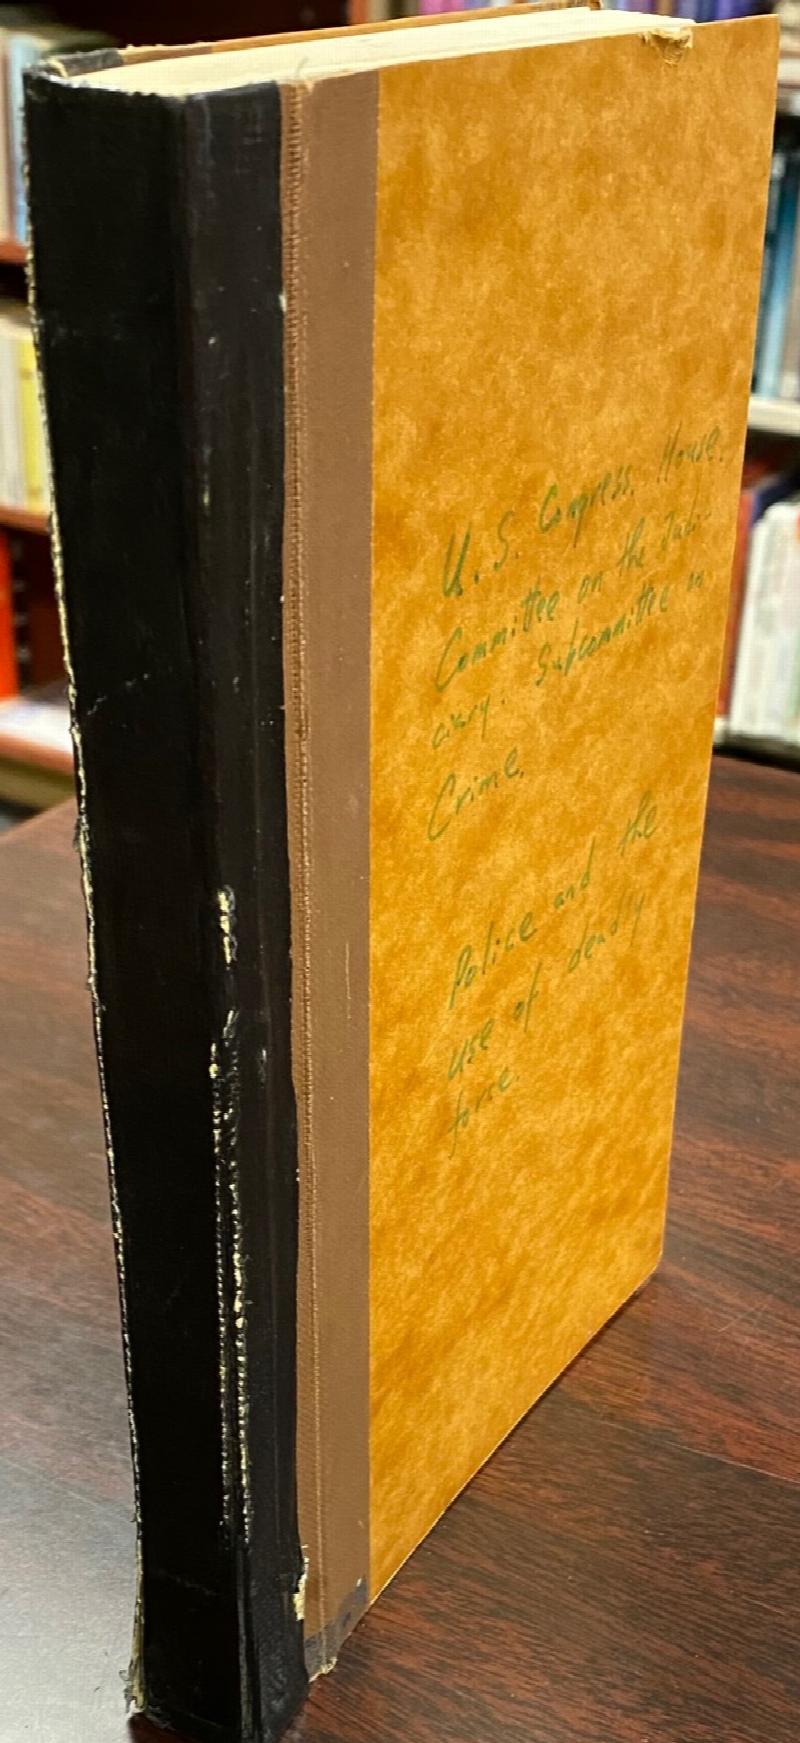 U. S. Congress. House.
Committee on the Judi-
ciary. Subcommittee on
Crime.
Police and the
use of deadly
force.